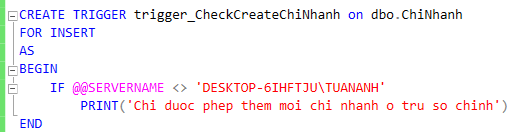 CREATE TRIGGER trigger_CheckCreateChiNhanh on dbo.ChiNhanh
FOR INSERT
AS
BEGIN
IF @@SERVERNAME <> 'DESKTOP-6IHFTJU\TUANANH'
PRINT('Chi duoc phep them moi chi nhanh o tru so chinh')
END